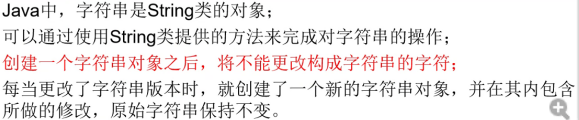 Java中，字符串是String类的对象；
可以通过使用String类提供的方法来完成对字符串的操作；
创建一个字符串对象之后，将不能更改构成字符串的字符；
每当更改了字符串版本时，就创建了一个新的字符串对象，并在其内包含
所做的修改，原始字符串保持不变。